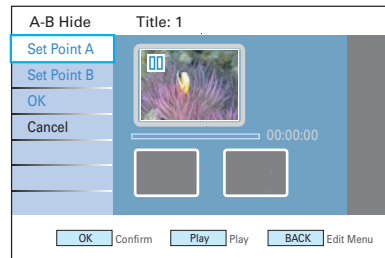 A-B Hide Title: 1
Set Point A
Set Point B
OK
Cancel
00:00:00
OK Confirm Play Play BACK Edit Menu